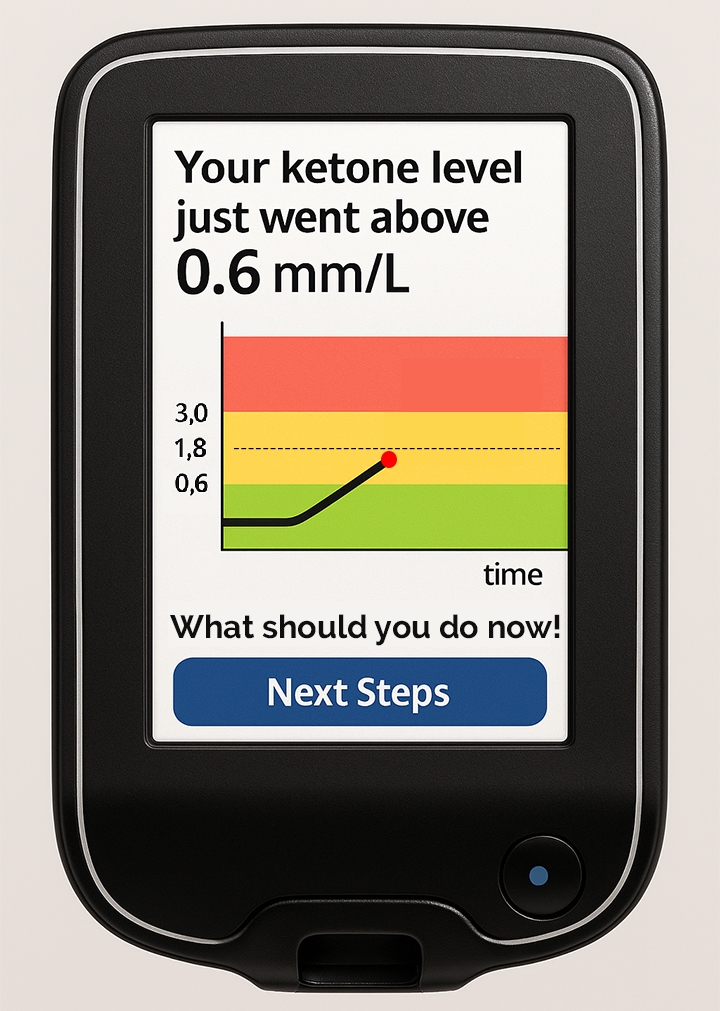 Your ketone level
just went above
0.6 mm/L
3,0
1,8
0,6
time
What should you do now!
Next Steps